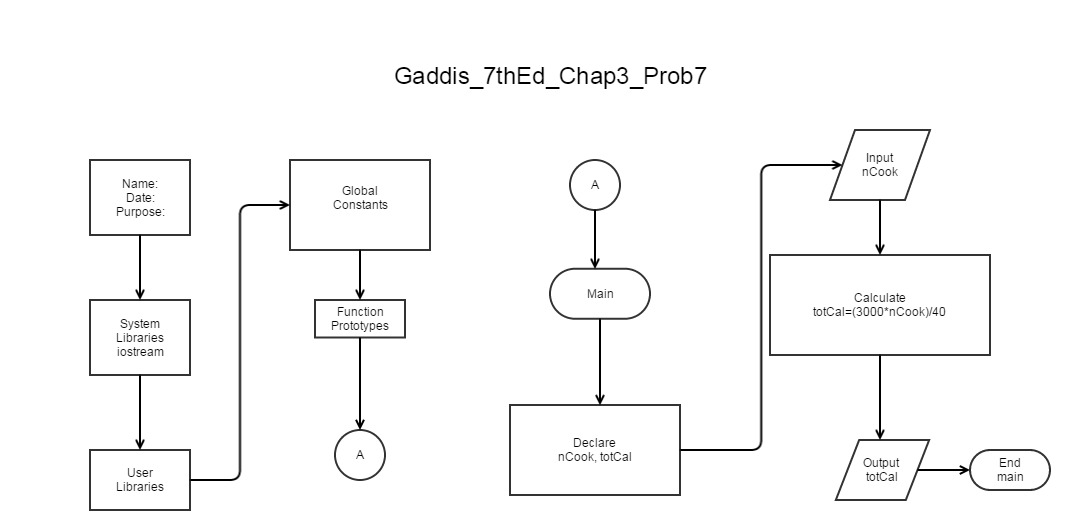 Gaddis_7thEd_Chap3_Prob7
Name:
Date:
Purpose:
System
Libraries
iostream
User
Libraries
Global
Constants
Function
Prototypes
A
A
Main
Declare
nCook, totCal
Input
nCook
Calculate
totCal=(3000*nCook)/40
Output
totCal
End
main